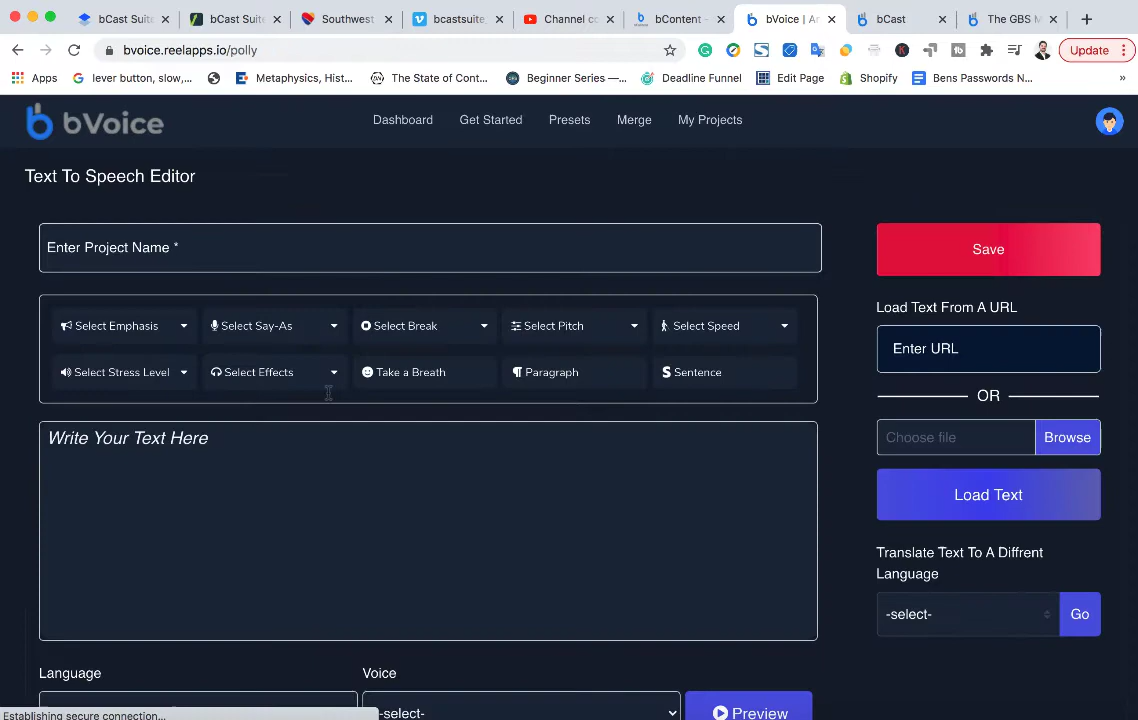 bCast Suite
bCast Suite
Southwest
bcastsuite_
Channel co
bContent -
bVoice | Ar
bCast
The GBS M
bvoice.reelapps.io/polly
Update
Apps
lever button, slow,...
Metaphysics, Hist...
The State of Cont...
Beginner Series —...
Deadline Funnel
Edit Page
Shopify
Bens Passwords N...
»
bVoice
Dashboard
Get Started
Presets
Merge
My Projects
Text To Speech Editor
Enter Project Name *
Save
Select Emphasis
Select Say-As
Select Break
Select Pitch
Select Speed
Select Stress Level
Select Effects
Take a Breath
Paragraph
Sentence
Load Text From A URL
Enter URL
OR
Choose file
Browse
Load Text
Write Your Text Here
Translate Text To A Diffrent
Language
-select-
Go
Language
Voice
-select-
Preview
Establishing secure connection...